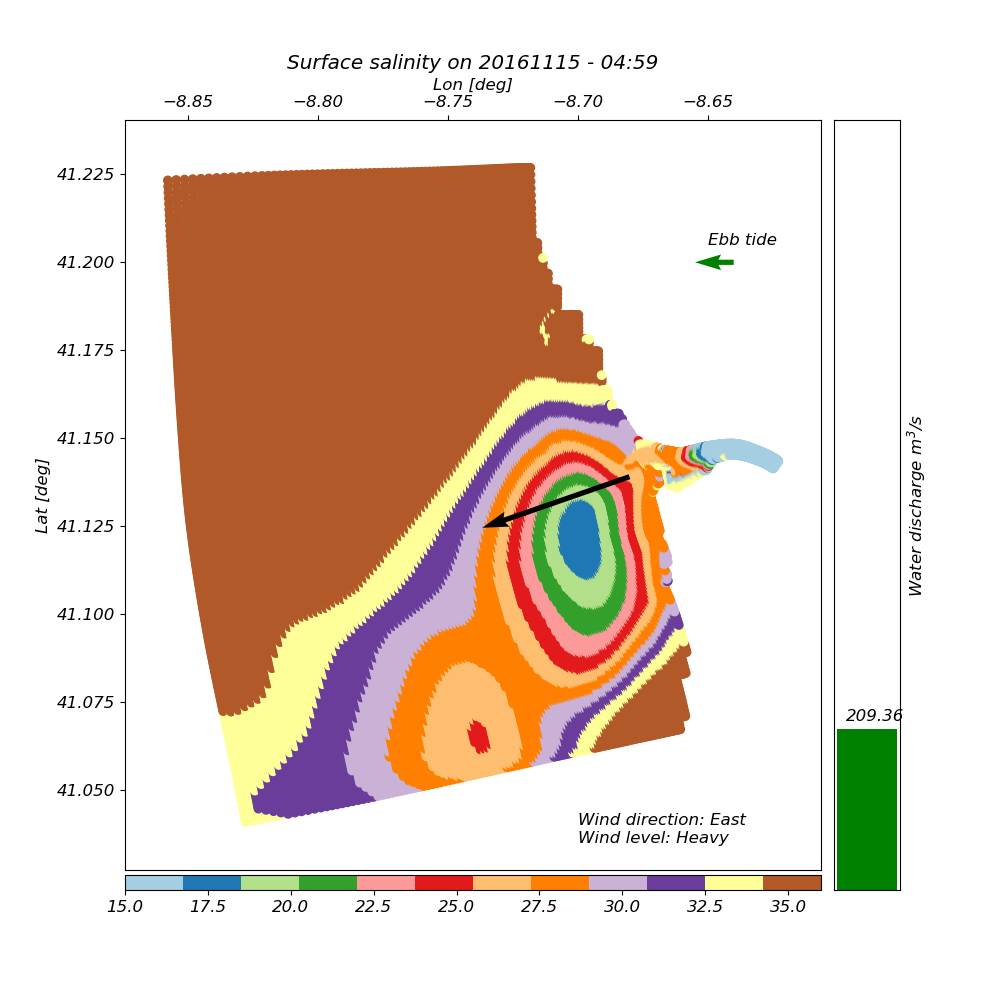 Surface salinity on 20161115 - 04:59
Lon [deg]
−8.85 −8.80 −8.75 −8.70 −8.65
41.225
41.200
41.175
41.150
41.125
41.100
41.075
41.050
Lat [deg]
Ebb tide
Wind direction: East
Wind level: Heavy
209.36
Water discharge m³/s
15.0 17.5 20.0 22.5 25.0 27.5 30.0 32.5 35.0